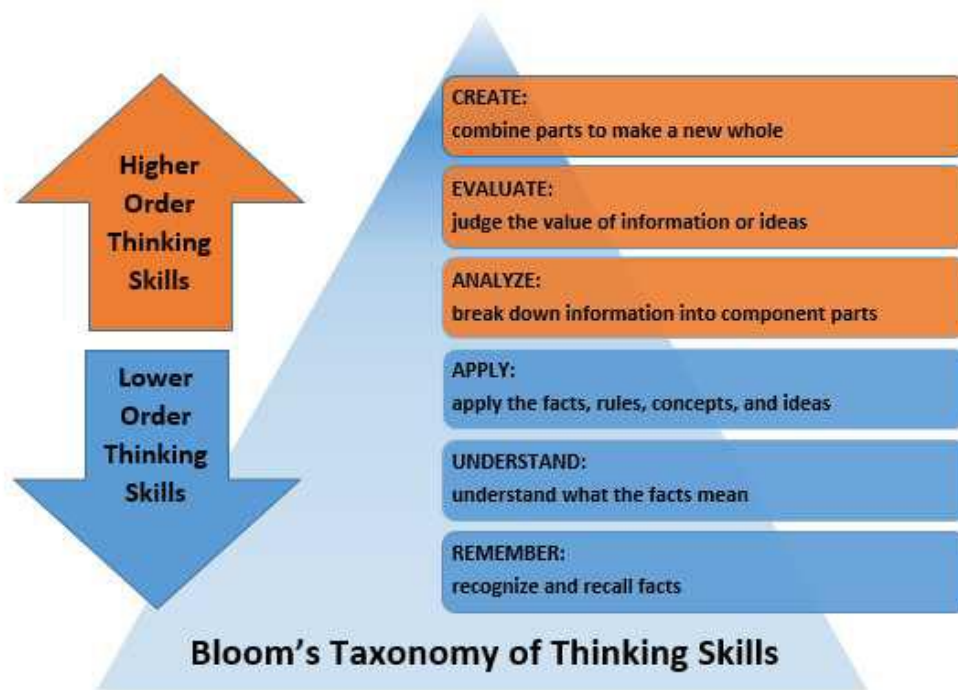 Higher
Order
Thinking
Skills
CREATE:
combine parts to make a new whole
EVALUATE:
judge the value of information or ideas
ANALYZE:
break down information into component parts
Lower
Order
Thinking
Skills
APPLY:
apply the facts, rules, concepts, and ideas
UNDERSTAND:
understand what the facts mean
REMEMBER:
recognize and recall facts
Bloom's Taxonomy of Thinking Skills